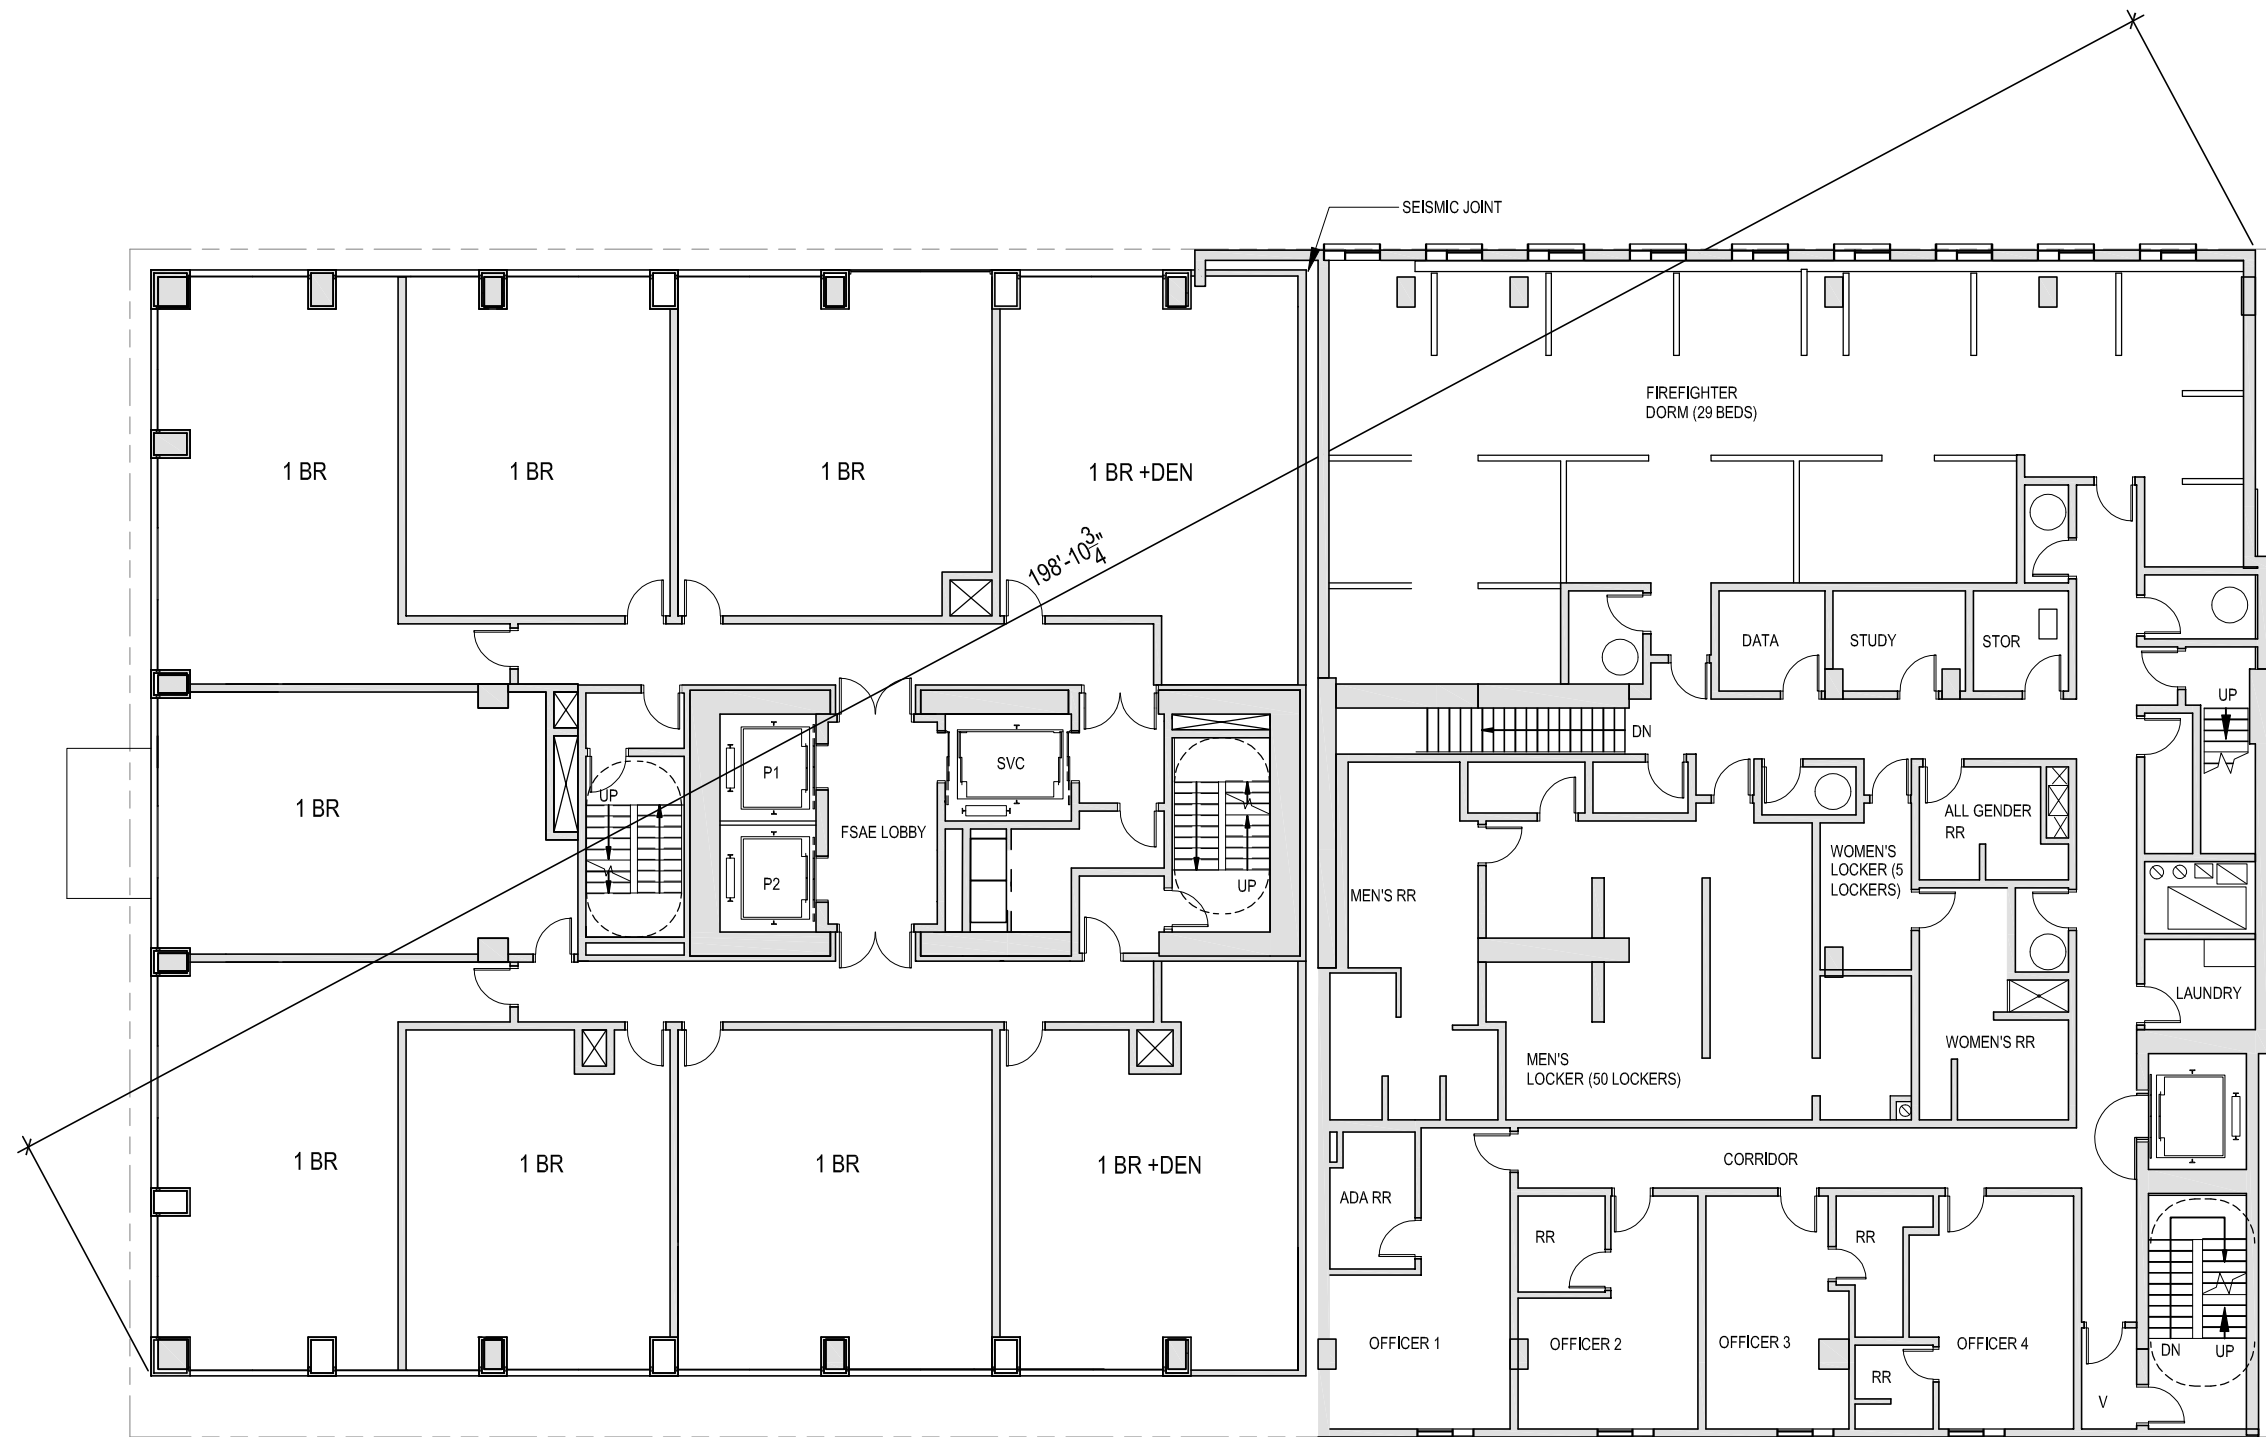 SEISMIC JOINT
FIREFIGHTER
DORM (29 BEDS)
1 BR
1 BR
1 BR
1 BR +DEN
198'-10 3/4"
DATA
STUDY
STOR
UP
DN
P1
SVC
1 BR
UP
FSAE LOBBY
ALL GENDER
RR
WOMEN'S
LOCKER (5
LOCKERS)
P2
UP
MEN'S RR
LAUNDRY
WOMEN'S RR
MEN'S
LOCKER (50 LOCKERS)
1 BR
1 BR
1 BR
1 BR +DEN
CORRIDOR
ADA RR
RR
RR
OFFICER 1
OFFICER 2
OFFICER 3
OFFICER 4
DN
UP
RR
V